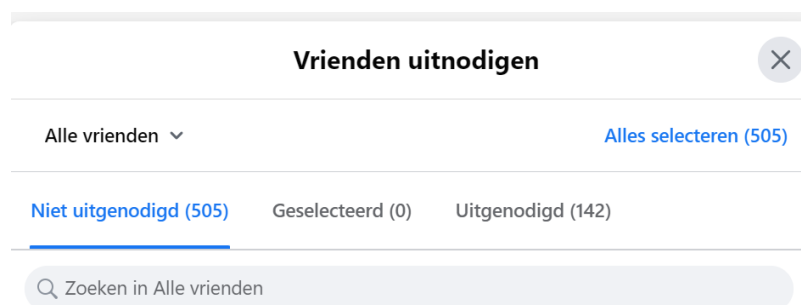 Vrienden uitnodigen
Alle vrienden Alles selecteren (505)
Niet uitgenodigd (505) Geselecteerd (0) Uitgenodigd (142)
Zoeken in Alle vrienden